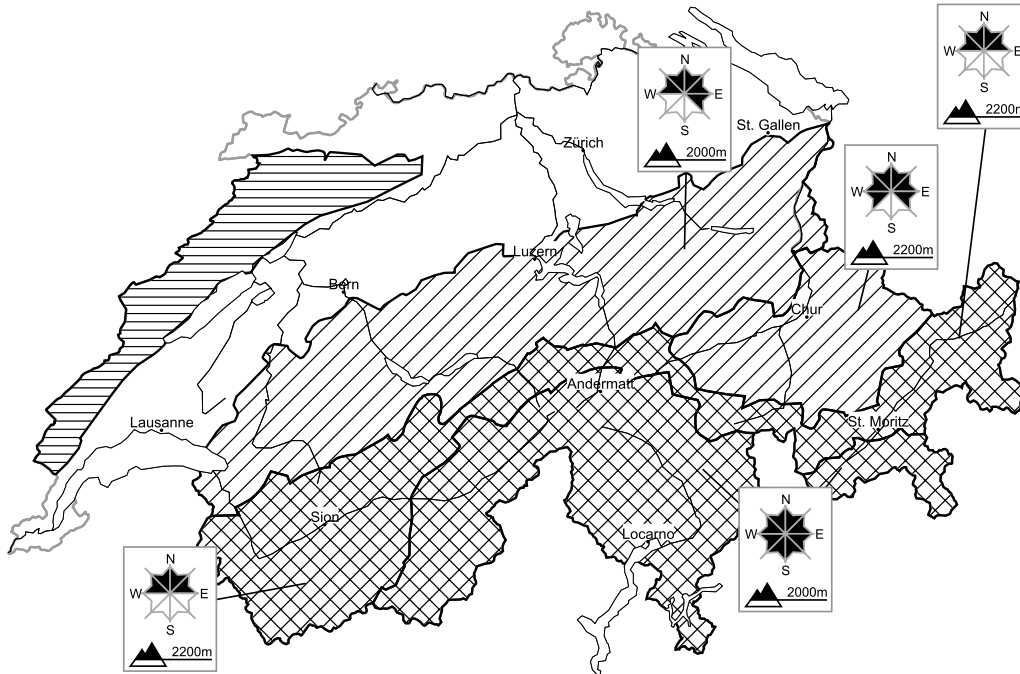 N
W E
S
2200m
N
W E
S
2000m
St. Gallen
Zürich
N
W E
S
2200m
Luzern
Bern
Chur
Andermatt
Lausanne
St. Moritz
Sion
Locarno
N
W E
S
2000m
N
W E
S
2200m